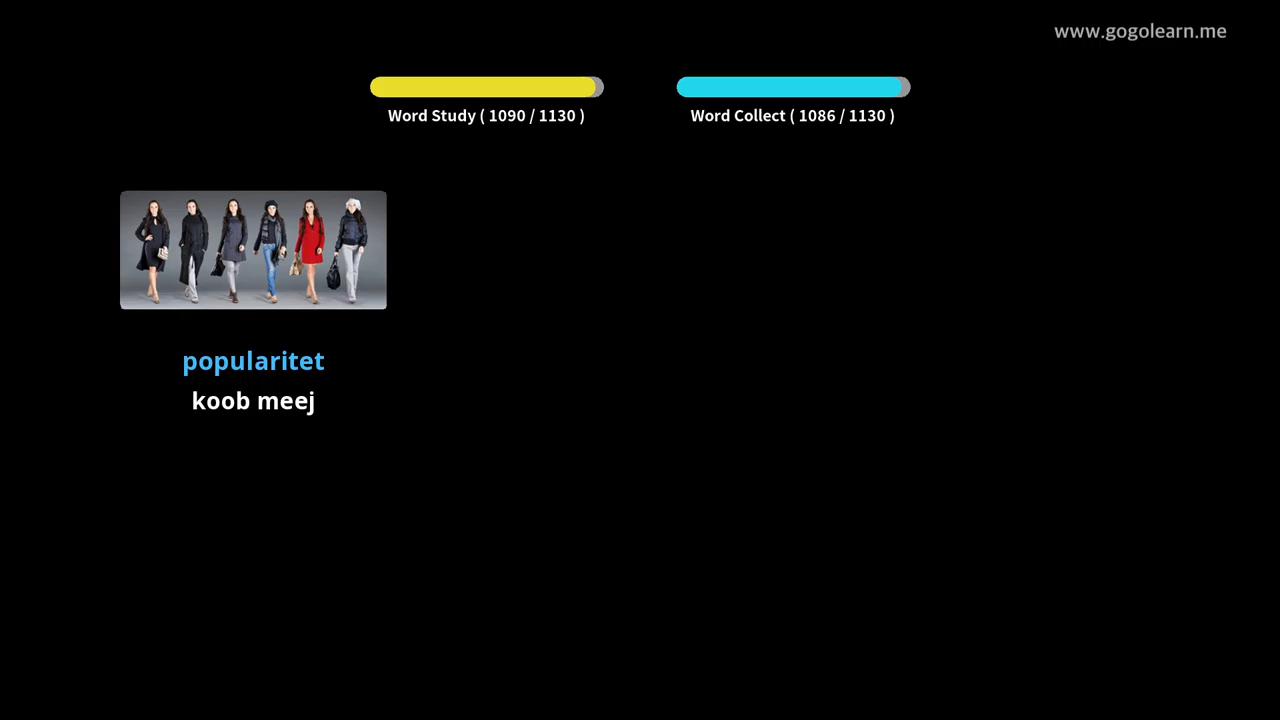 www.gogolearn.me
Word Study ( 1090 / 1130 )
Word Collect ( 1086 / 1130 )
popularitet
koob meej